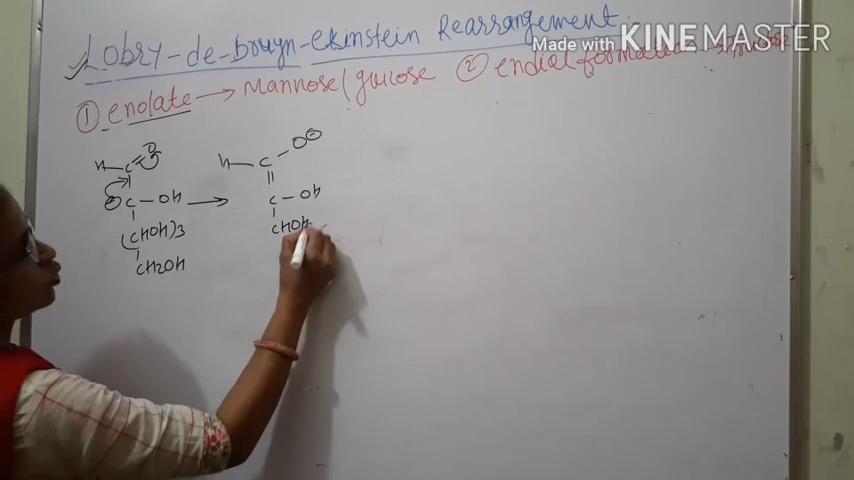 Lobry-de-bruyn-ekinstein Rearrangement
Made with KINEMASTER
① enolate → Mannose/glucose ② endiol formation →
H-C=O
⊖C-OH
(CHOH)3
CH2OH
→
H-C-O⊖
C-OH
CHOH